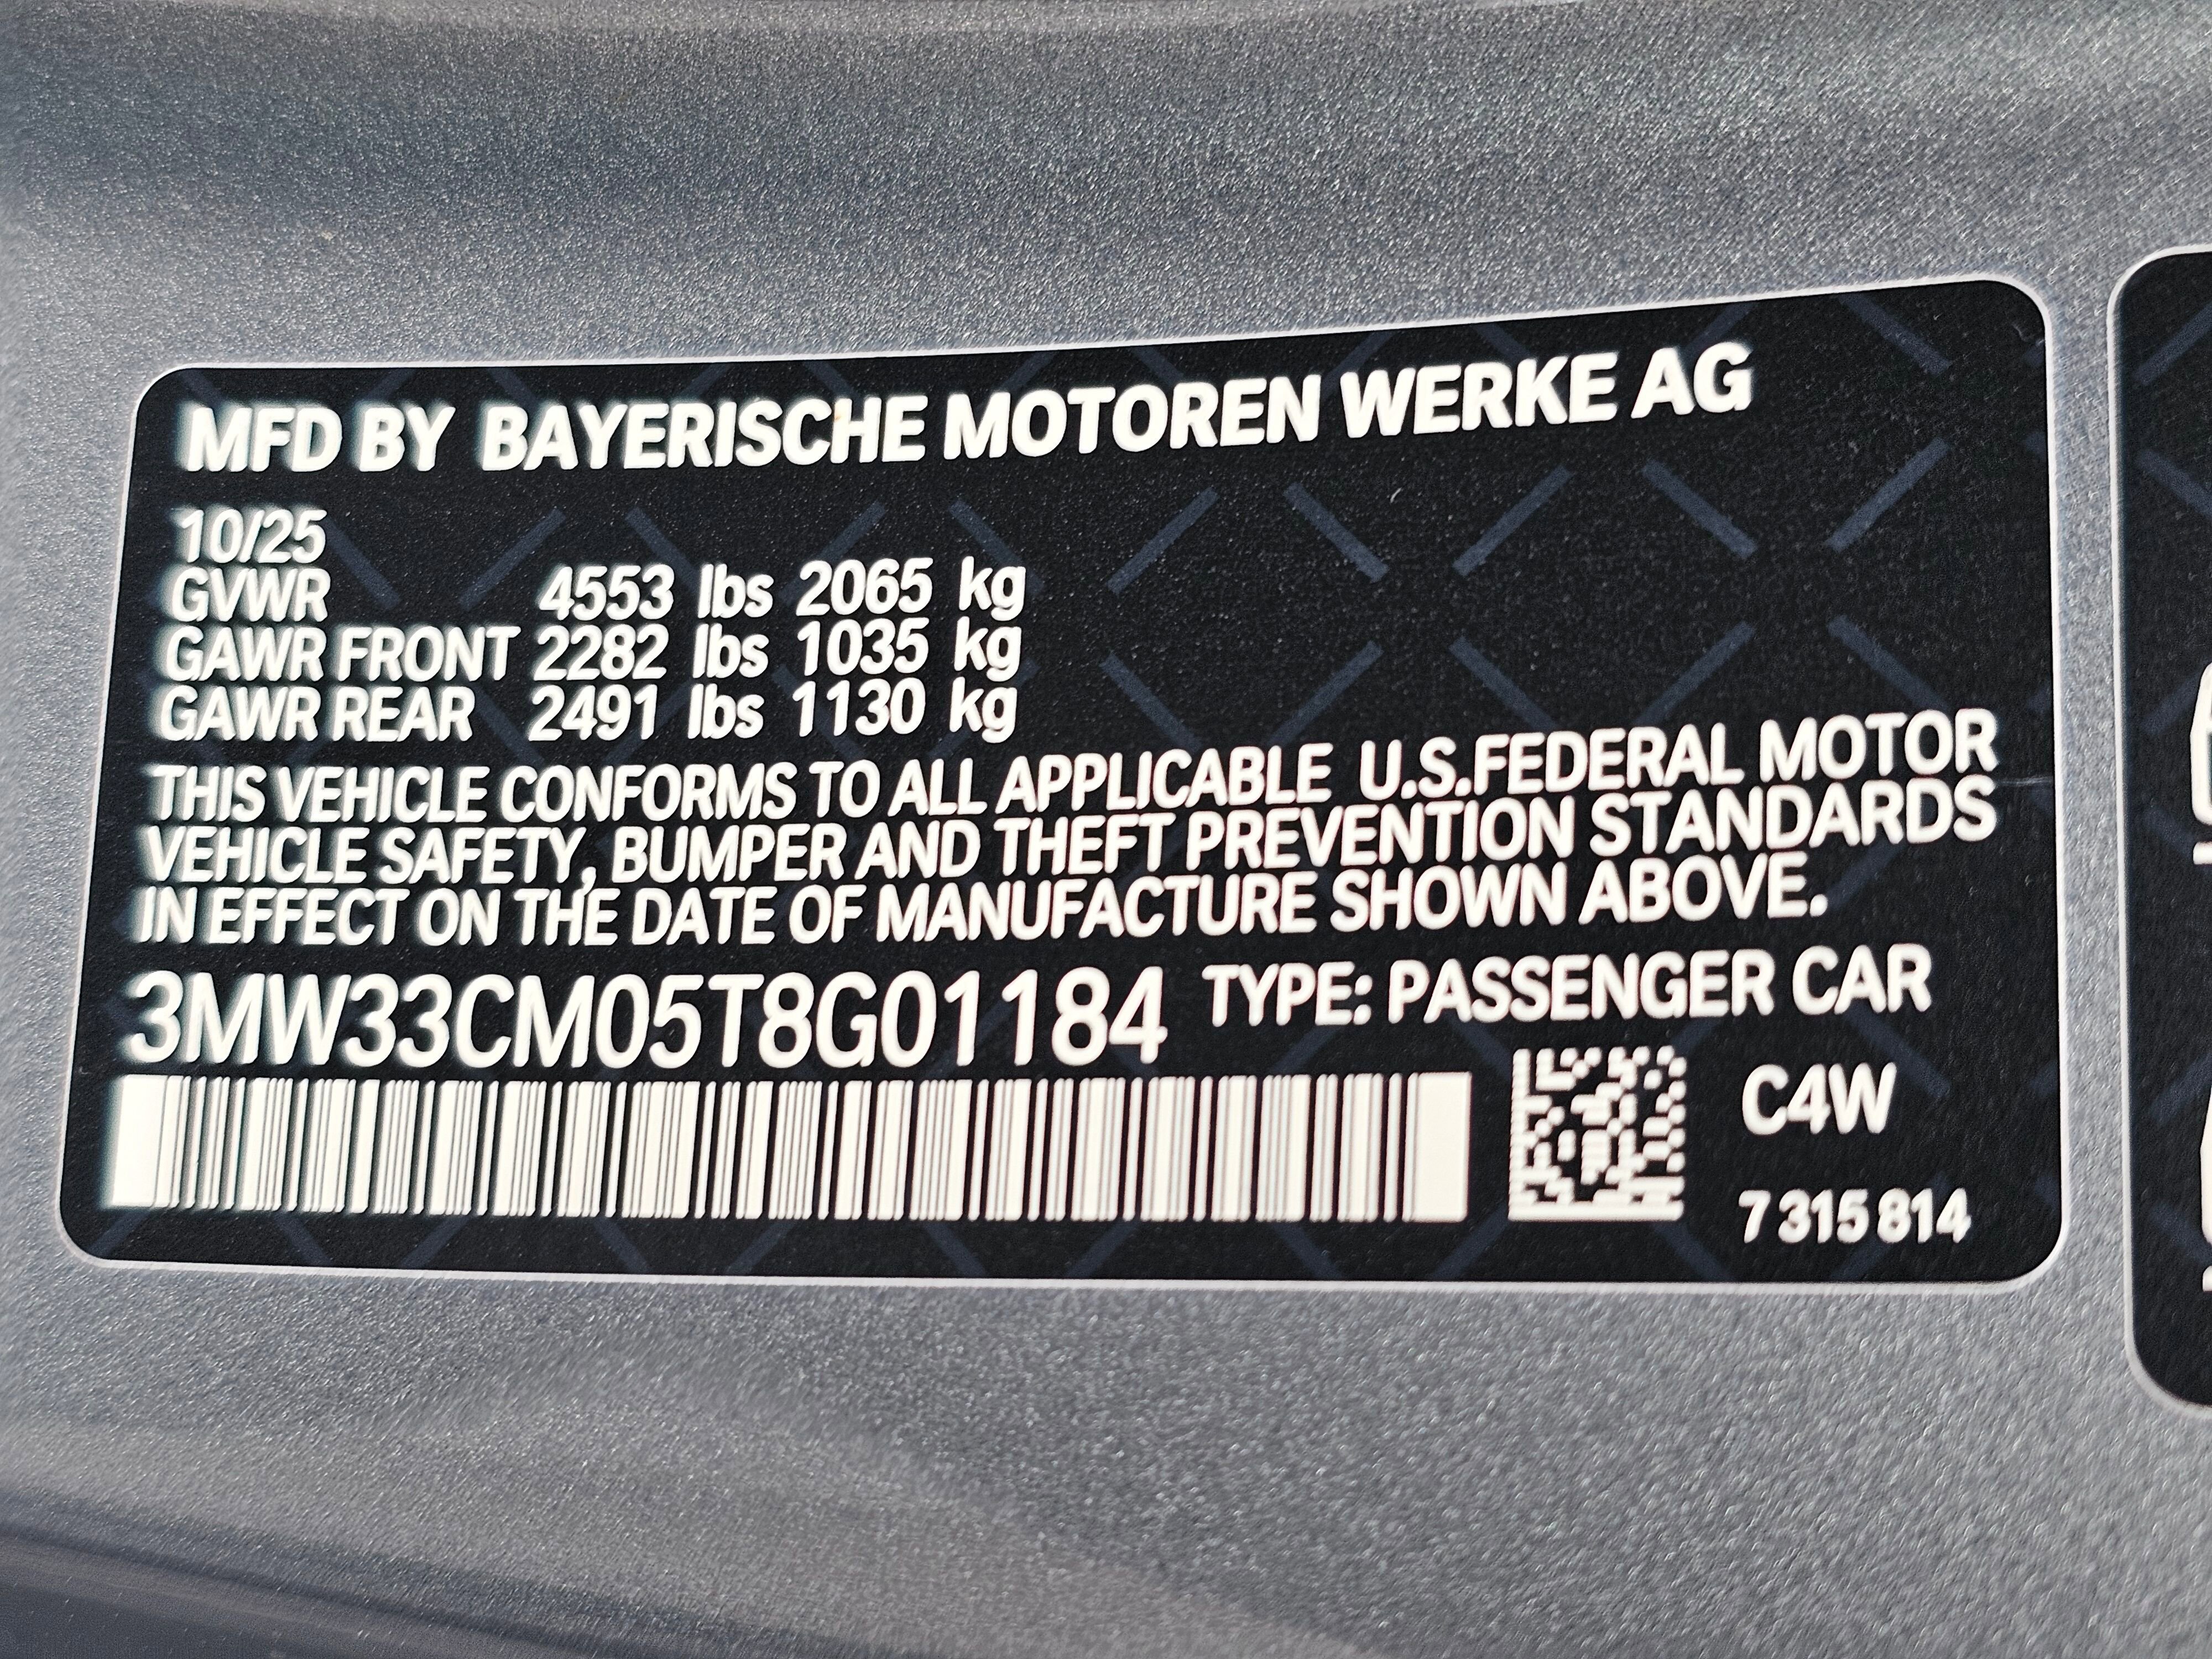 MFD BY BAYERISCHE MOTOREN WERKE AG
10/25
GVWR 4553 lbs 2065 kg
GAWR FRONT 2282 lbs 1035 kg
GAWR REAR 2491 lbs 1130 kg
THIS VEHICLE CONFORMS TO ALL APPLICABLE U.S.FEDERAL MOTOR
VEHICLE SAFETY, BUMPER AND THEFT PREVENTION STANDARDS
IN EFFECT ON THE DATE OF MANUFACTURE SHOWN ABOVE.
3MW33CM05T8G01184 TYPE: PASSENGER CAR
C4W
7 315 814